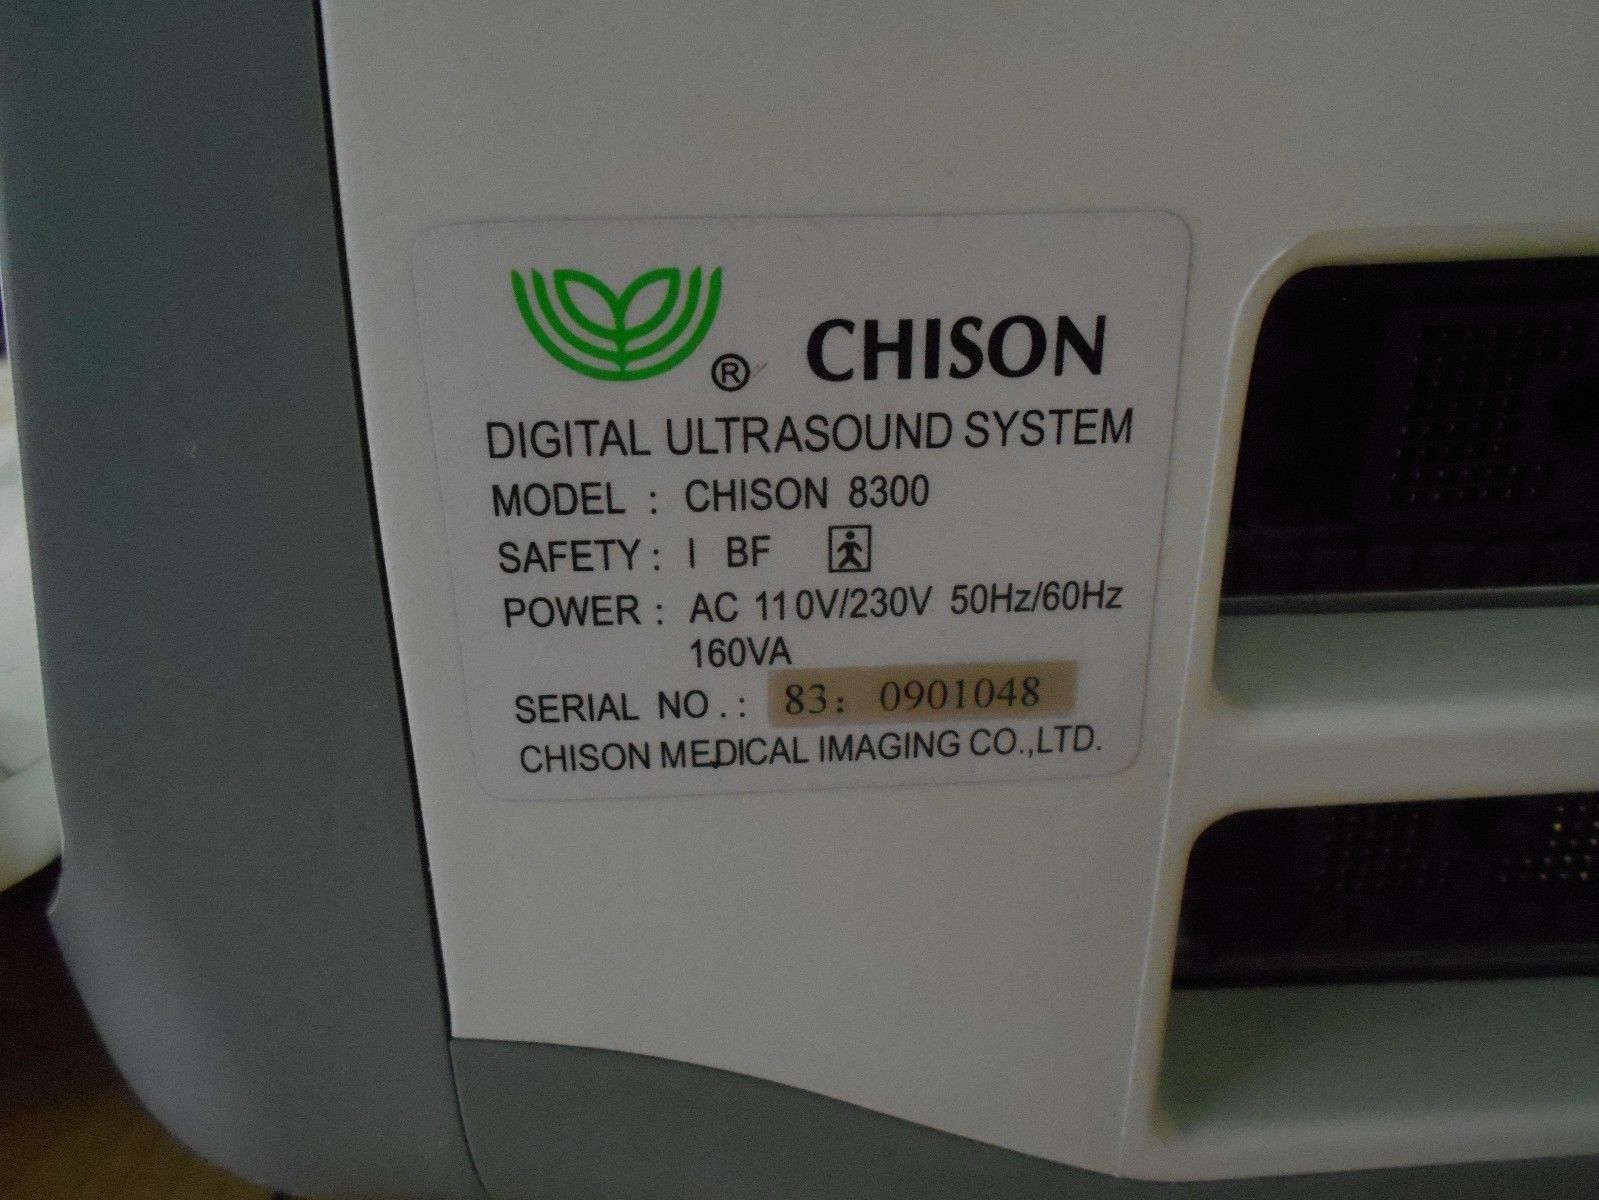 ® CHISON
DIGITAL ULTRASOUND SYSTEM
MODEL : CHISON 8300
SAFETY : I BF
POWER : AC 110V/230V 50Hz/60Hz
160VA
SERIAL NO.: 83: 0901048
CHISON MEDICAL IMAGING CO.,LTD.